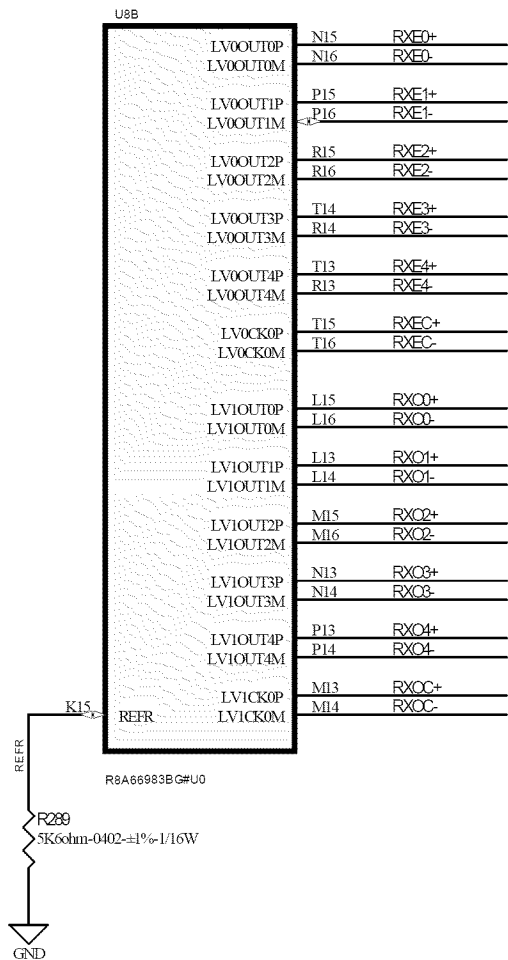 U8B
LV0OUT0P N15 RXE0+
LV0OUT0M N16 RXE0-
LV0OUT1P P15 RXE1+
LV0OUT1M P16 RXE1-
LV0OUT2P R15 RXE2+
LV0OUT2M R16 RXE2-
LV0OUT3P T14 RXE3+
LV0OUT3M R14 RXE3-
LV0OUT4P T13 RXE4+
LV0OUT4M R13 RXE4-
LV0CK0P T15 RXEC+
LV0CK0M T16 RXEC-
LV1OUT0P L15 RXO0+
LV1OUT0M L16 RXO0-
LV1OUT1P L13 RXO1+
LV1OUT1M L14 RXO1-
LV1OUT2P M15 RXO2+
LV1OUT2M M16 RXO2-
LV1OUT3P N13 RXO3+
LV1OUT3M N14 RXO3-
LV1OUT4P P13 RXO4+
LV1OUT4M P14 RXO4-
LV1CK0P M13 RXOC+
K15 REFR LV1CK0M M14 RXOC-
REFR
R8A66983BG#U0
R289
5K6ohm-0402-±1%-1/16W
GND